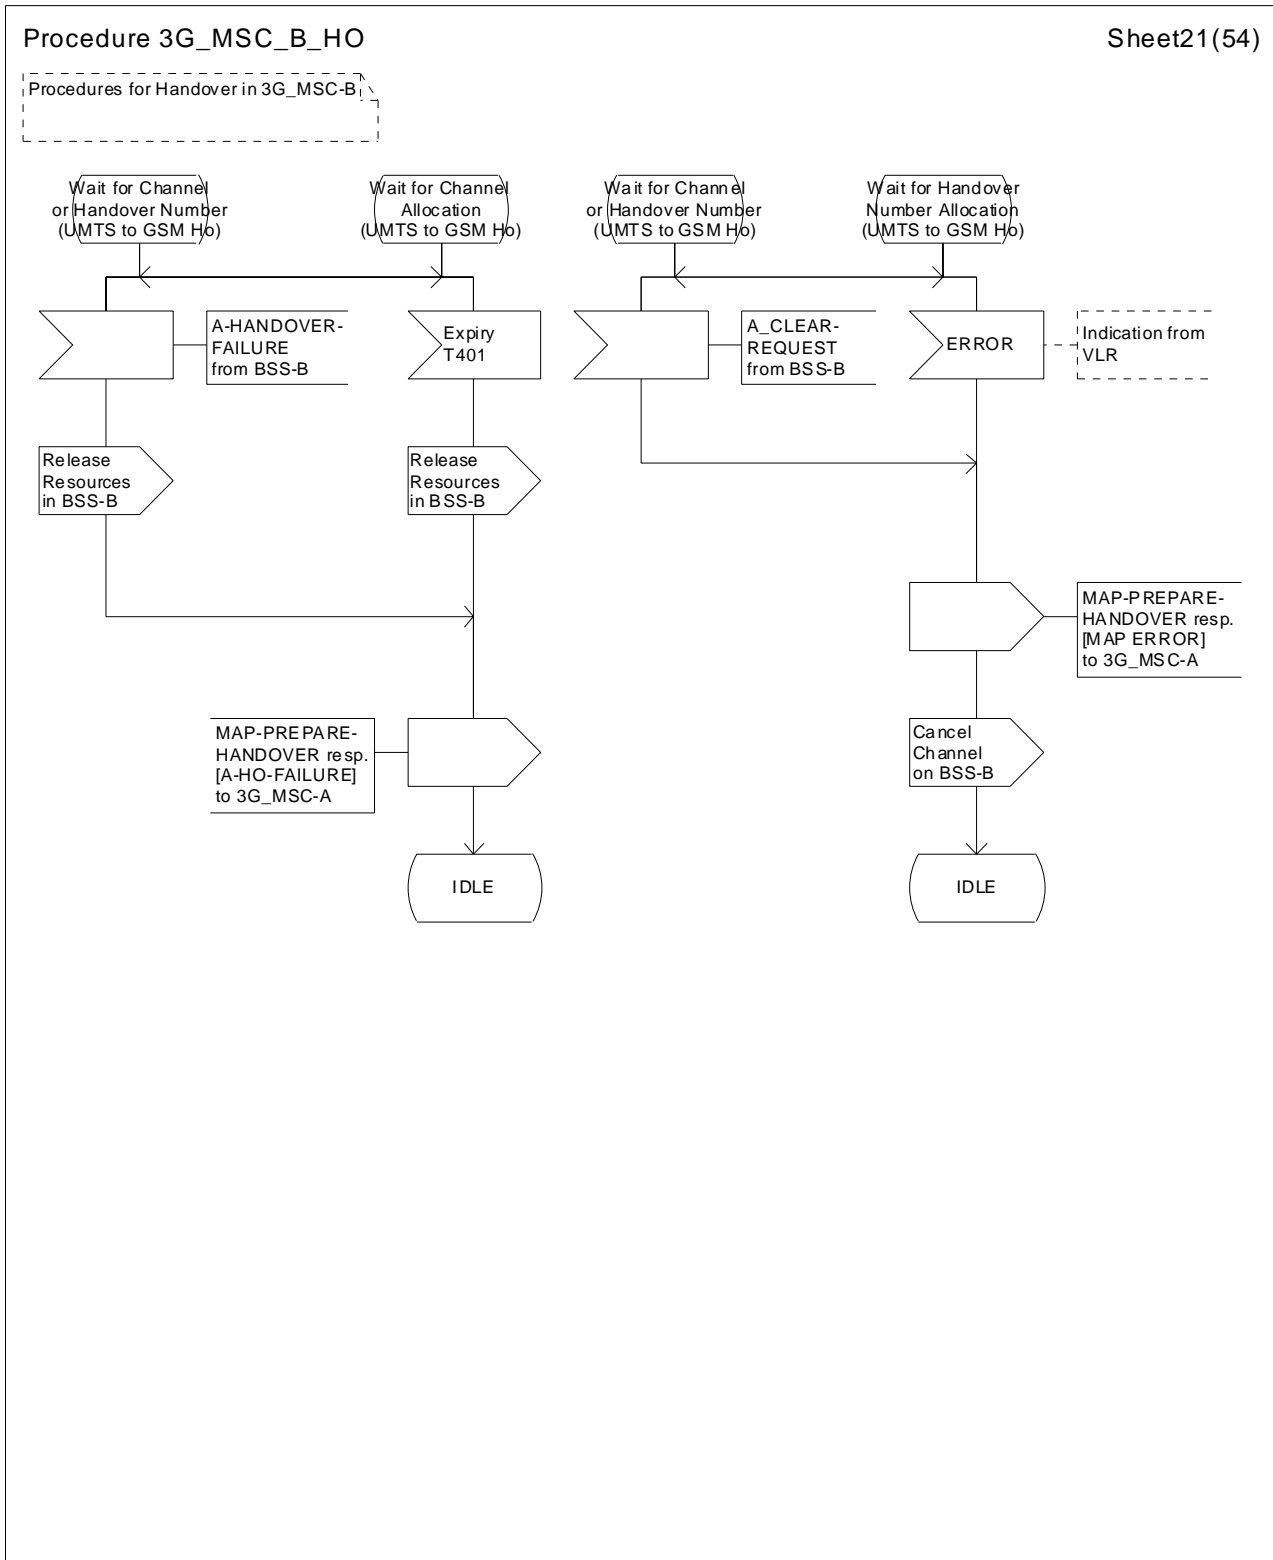 Procedure 3G_MSC_B_HO
Sheet21(54)
Procedures for Handover in 3G_MSC-B
Wait for Channel
or Handover Number
(UMTS to GSM Ho)
Wait for Channel
Allocation
(UMTS to GSM Ho)
Wait for Channel
or Handover Number
(UMTS to GSM Ho)
Wait for Handover
Number Allocation
(UMTS to GSM Ho)
A-HANDOVER-
FAILURE
from BSS-B
Expiry
T401
A_CLEAR-
REQUEST
from BSS-B
ERROR
Indication from
VLR
Release
Resources
in BSS-B
Release
Resources
in BSS-B
MAP-PREPARE-
HANDOVER resp.
[MAP ERROR]
to 3G_MSC-A
MAP-PREPARE-
HANDOVER resp.
[A-HO-FAILURE]
to 3G_MSC-A
Cancel
Channel
on BSS-B
IDLE
IDLE